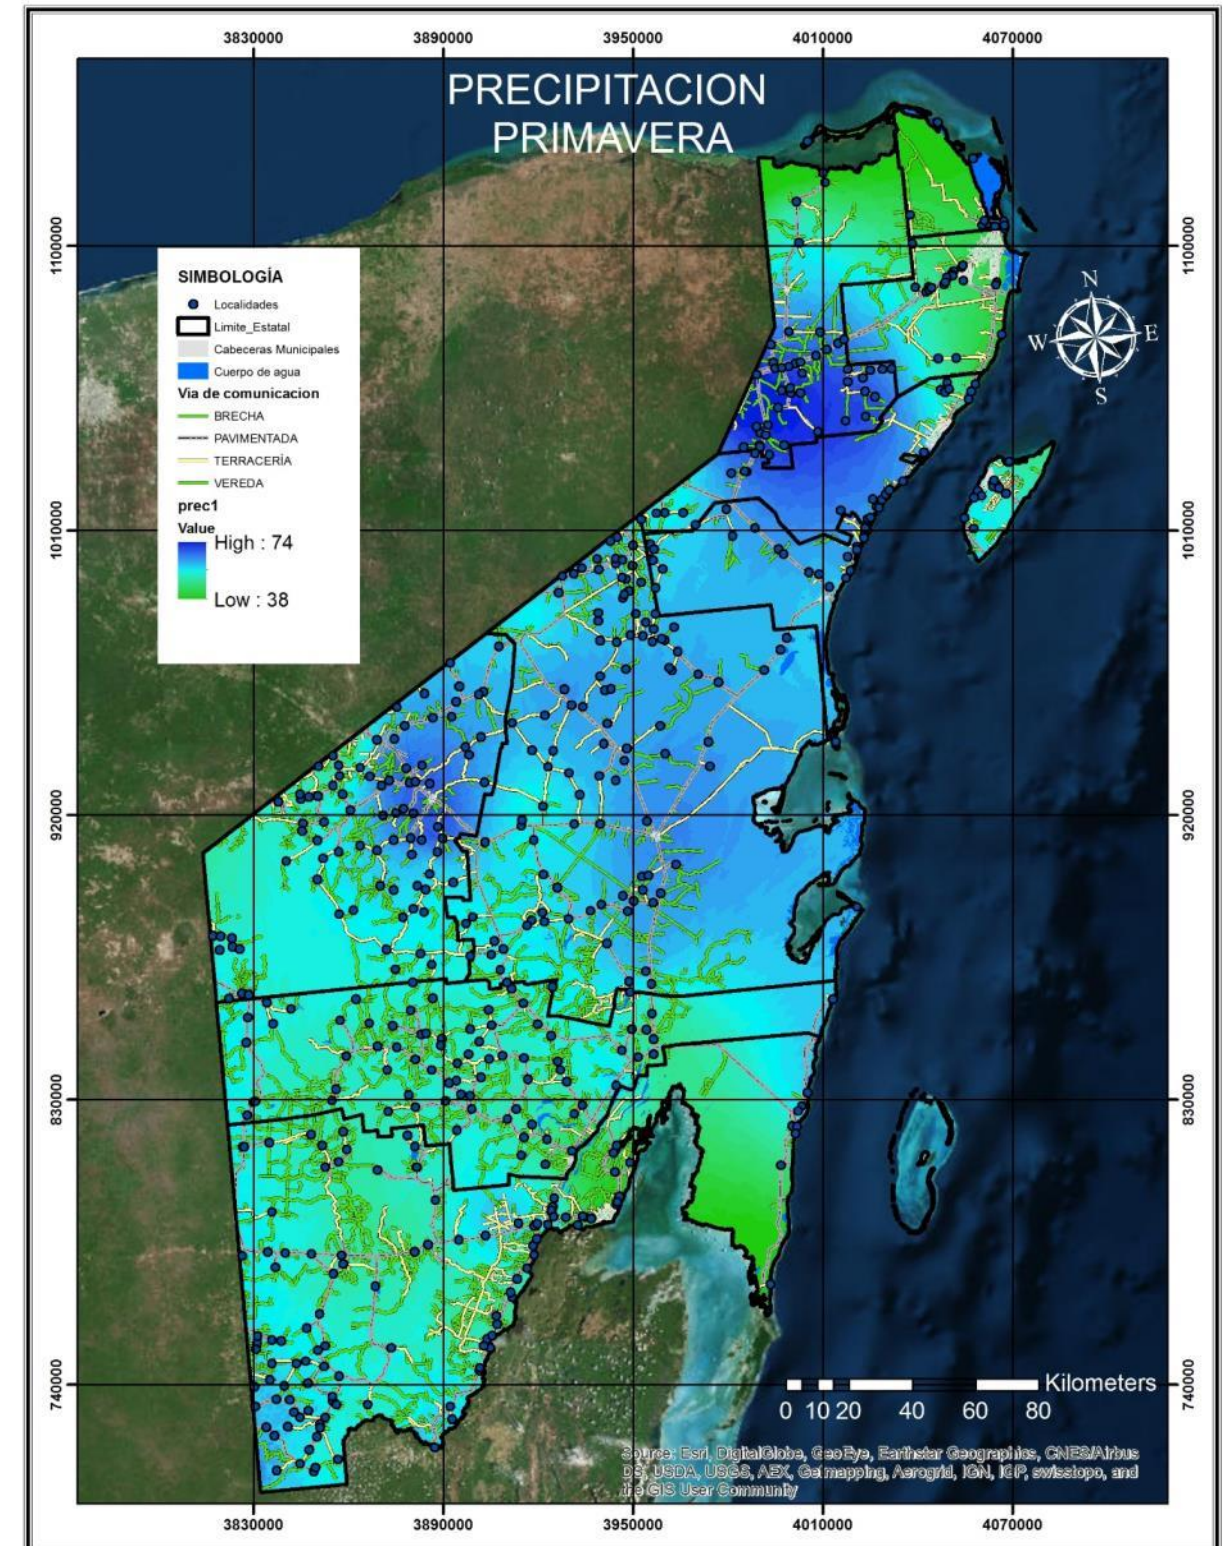 3830000 3890000 3950000 4010000 4070000
PRECIPITACION
PRIMAVERA
1100000 1100000
SIMBOLOGÍA
Localidades
Limite_Estatal
Cabeceras Municipales
Cuerpo de agua
Via de comunicacion
BRECHA
PAVIMENTADA
TERRACERÍA
VEREDA
prec1
Value
High : 74
Low : 38
N
W E
S
1010000 1010000
920000 920000
830000 830000
740000 740000
Kilometers
0 10 20 40 60 80
Source: Esri, DigitalGlobe, GeoEye, Earthstar Geographics, CNES/Airbus
DS, USDA, USGS, AEX, Getmapping, Aerogrid, IGN, IGP, swisstopo, and
the GIS User Community
3830000 3890000 3950000 4010000 4070000